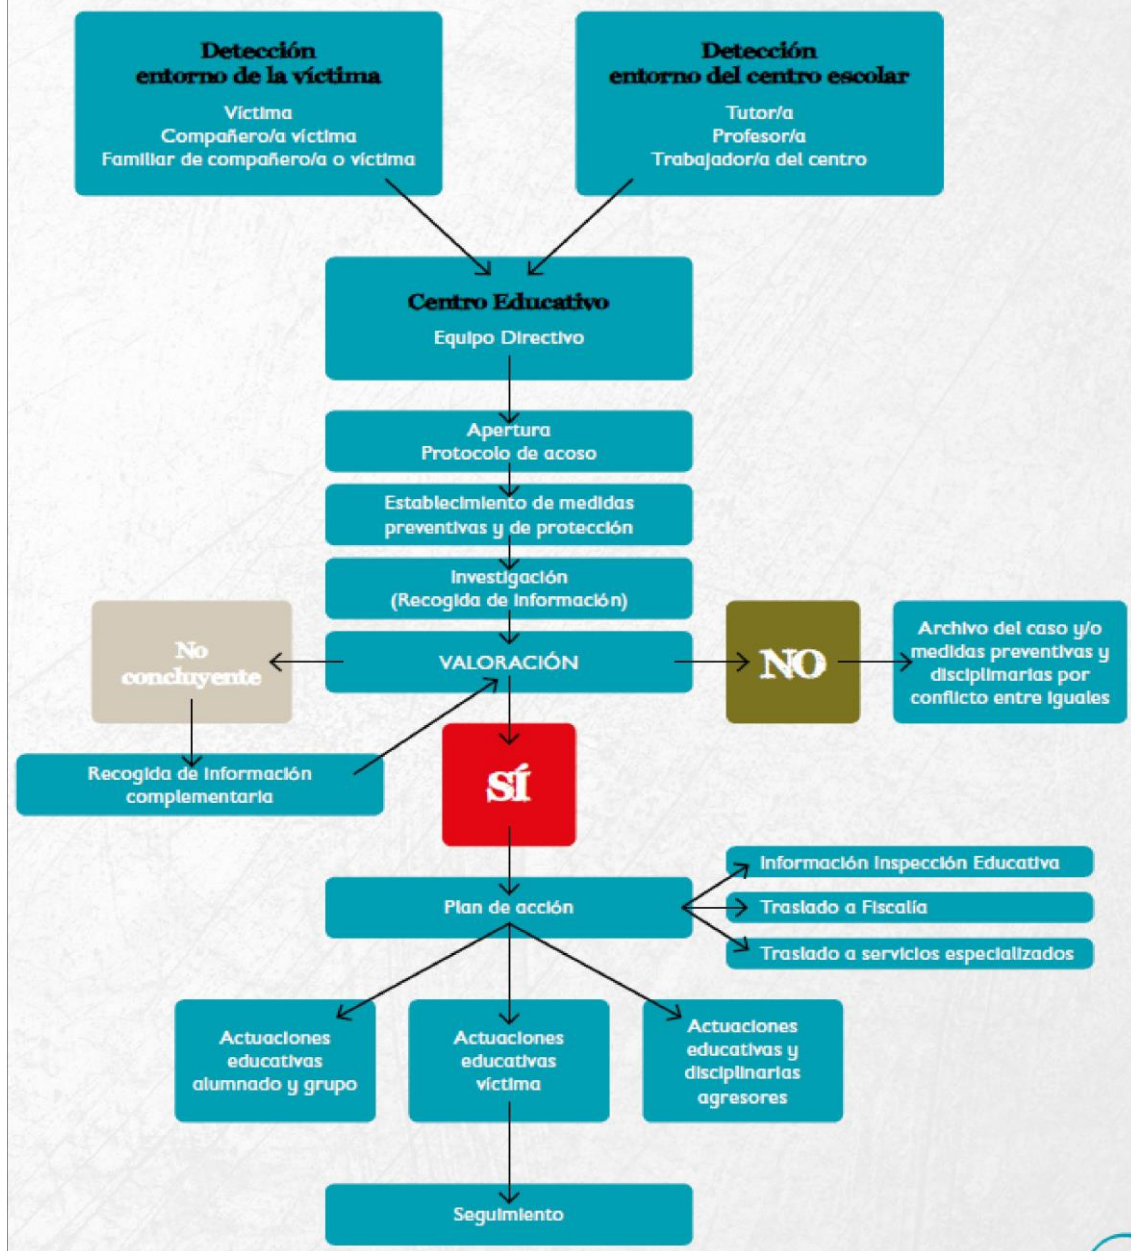 Detección
entorno de la víctima
Víctima
Compañero/a víctima
Familiar de compañero/a o víctima
Detección
entorno del centro escolar
Tutor/a
Profesor/a
Trabajador/a del centro
Centro Educativo
Equipo Directivo
Apertura
Protocolo de acoso
Establecimiento de medidas
preventivas y de protección
Investigación
(Recogida de información)
VALORACIÓN
No
concluyente
NO
Archivo del caso y/o
medidas preventivas y
disciplimarias por
conflicto entre iguales
Recogida de información
complementaria
SÍ
Plan de acción
Información Inspección Educativa
Traslado a Fiscalía
Traslado a servicios especializados
Actuaciones
educativas
alumnado y grupo
Actuaciones
educativas
víctima
Actuaciones
educativas y
disciplinarias
agresores
Seguimiento